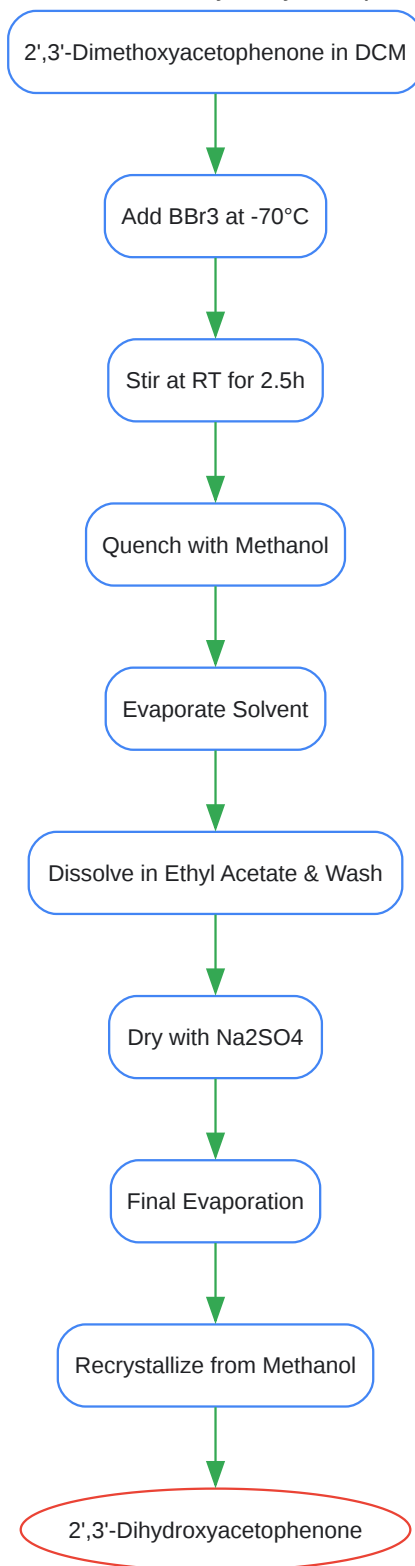 2',3'-Dimethoxyacetophenone in DCM
Add BBr3 at -70°C
Stir at RT for 2.5h
Quench with Methanol
Evaporate Solvent
Dissolve in Ethyl Acetate & Wash
Dry with Na2SO4
Final Evaporation
Recrystallize from Methanol
2',3'-Dihydroxyacetophenone